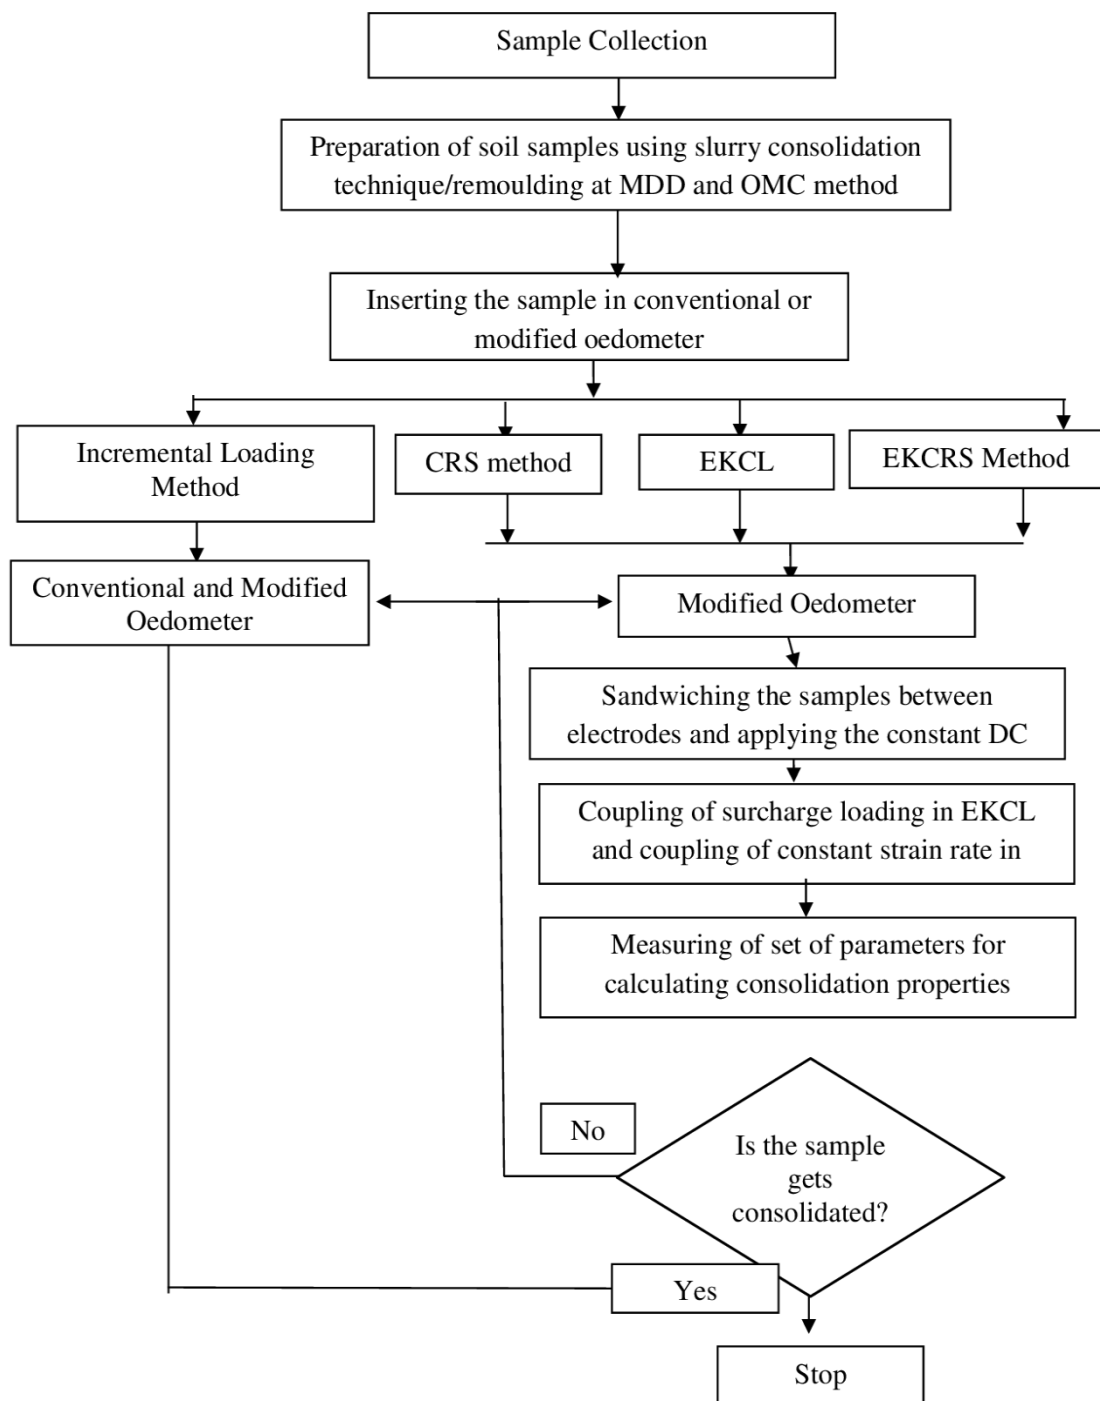 Sample Collection
Preparation of soil samples using slurry consolidation
technique/remoulding at MDD and OMC method
Inserting the sample in conventional or
modified oedometer
Incremental Loading
Method
CRS method
EKCL
EKCRS Method
Conventional and Modified
Oedometer
Modified Oedometer
Sandwiching the samples between
electrodes and applying the constant DC
Coupling of surcharge loading in EKCL
and coupling of constant strain rate in
Measuring of set of parameters for
calculating consolidation properties
No
Is the sample
gets
consolidated?
Yes
Stop